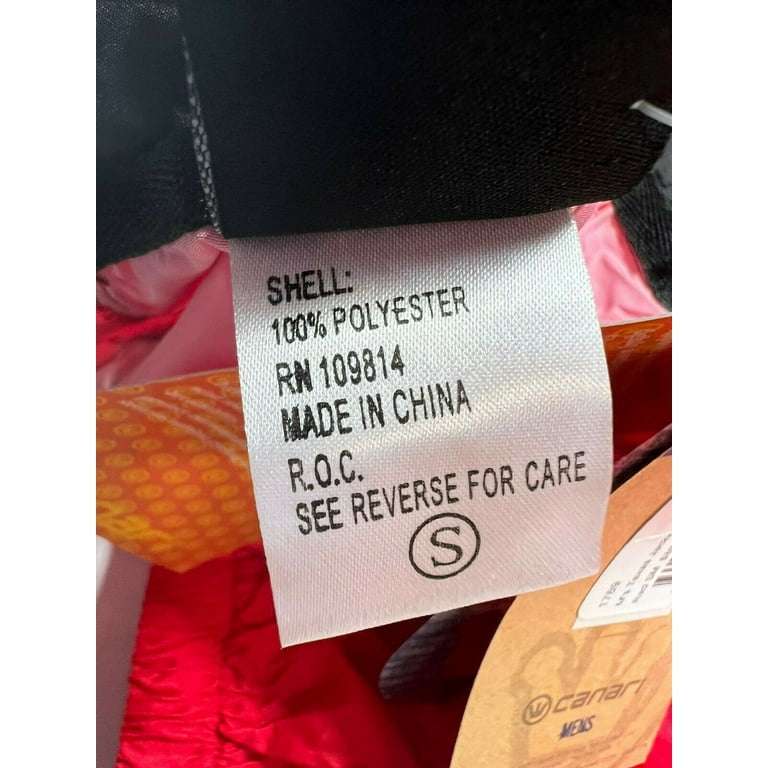 SHELL:
100% POLYESTER
RN 109814
MADE IN CHINA
R.O.C.
SEE REVERSE FOR CARE
S
canari
MENS